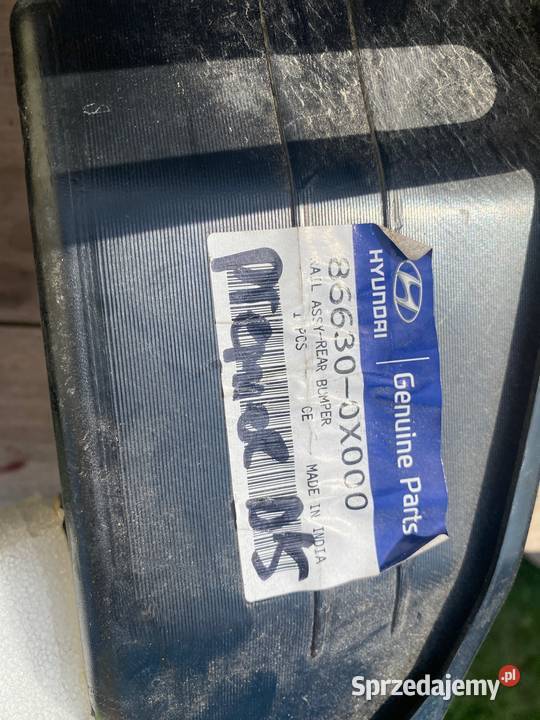 HYUNDAI | Genuine Parts
86630-0X000
RAIL ASSY-REAR BUMPER
1 PCS CE MADE IN INDIA
Sprzedajemy.pl